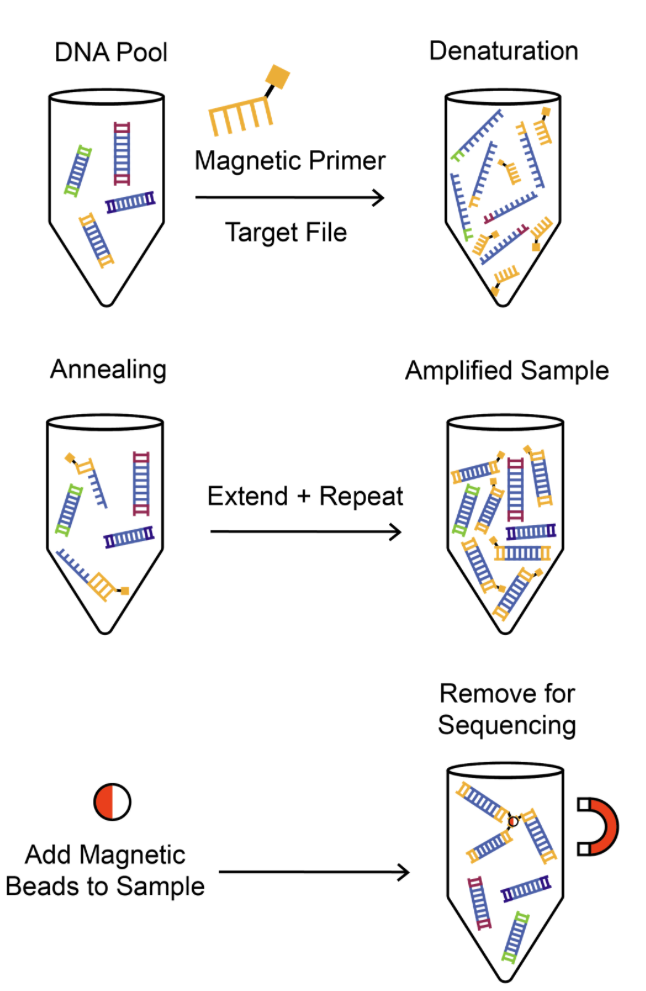 DNA Pool
Denaturation
Magnetic Primer
Target File
Annealing
Amplified Sample
Extend + Repeat
Remove for
Sequencing
Add Magnetic
Beads to Sample